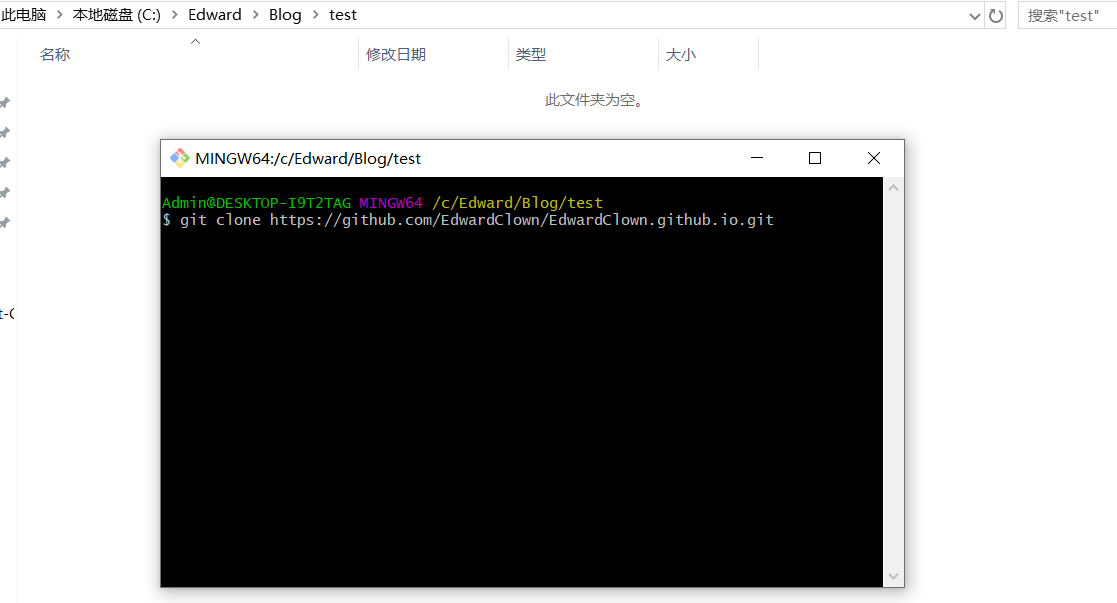 此电脑 > 本地磁盘 (C:) > Edward > Blog > test
搜索"test"
名称 修改日期 类型 大小
此文件夹为空。
MINGW64:/c/Edward/Blog/test
Admin@DESKTOP-I9T2TAG MINGW64 /c/Edward/Blog/test
$ git clone https://github.com/EdwardClown/EdwardClown.github.io.git